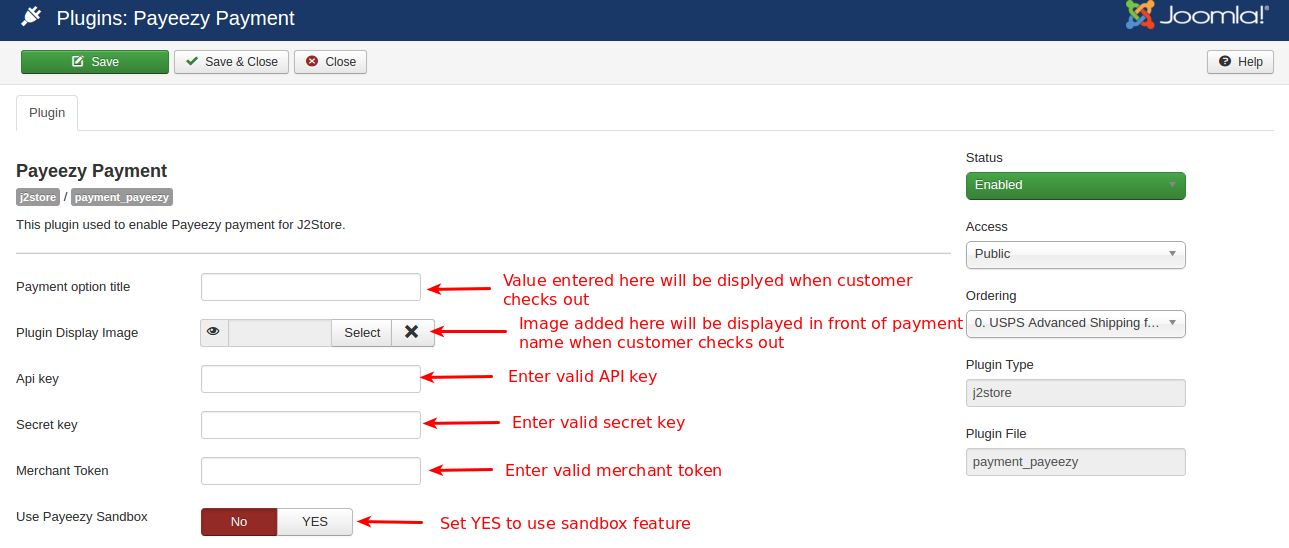 Plugins: Payeezy Payment
Joomla!®
Save
Save & Close
Close
Help
Plugin
Payeezy Payment
j2store / payment_payeezy
This plugin used to enable Payeezy payment for J2Store.
Payment option title
Value entered here will be displyed when customer
checks out
Plugin Display Image
Select
Image added here will be displayed in front of payment
name when customer checks out
Api key
Enter valid API key
Secret key
Enter valid secret key
Merchant Token
Enter valid merchant token
Use Payeezy Sandbox
No
YES
Set YES to use sandbox feature
Status
Enabled
Access
Public
Ordering
0. USPS Advanced Shipping f...
Plugin Type
j2store
Plugin File
payment_payeezy